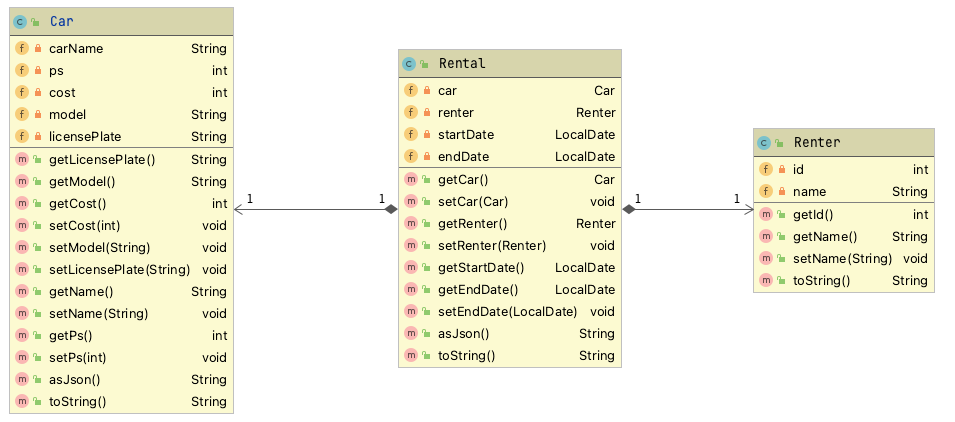 Car
carName String
ps int
cost int
model String
licensePlate String
getLicensePlate() String
getModel() String
getCost() int
setCost(int) void
setModel(String) void
setLicensePlate(String) void
getName() String
setName(String) void
getPs() int
setPs(int) void
asJson() String
toString() String
1 1
Rental
car Car
renter Renter
startDate LocalDate
endDate LocalDate
getCar() Car
setCar(Car) void
getRenter() Renter
setRenter(Renter) void
getStartDate() LocalDate
getEndDate() LocalDate
setEndDate(LocalDate) void
asJson() String
toString() String
1 1
Renter
id int
name String
getId() int
getName() String
setName(String) void
toString() String